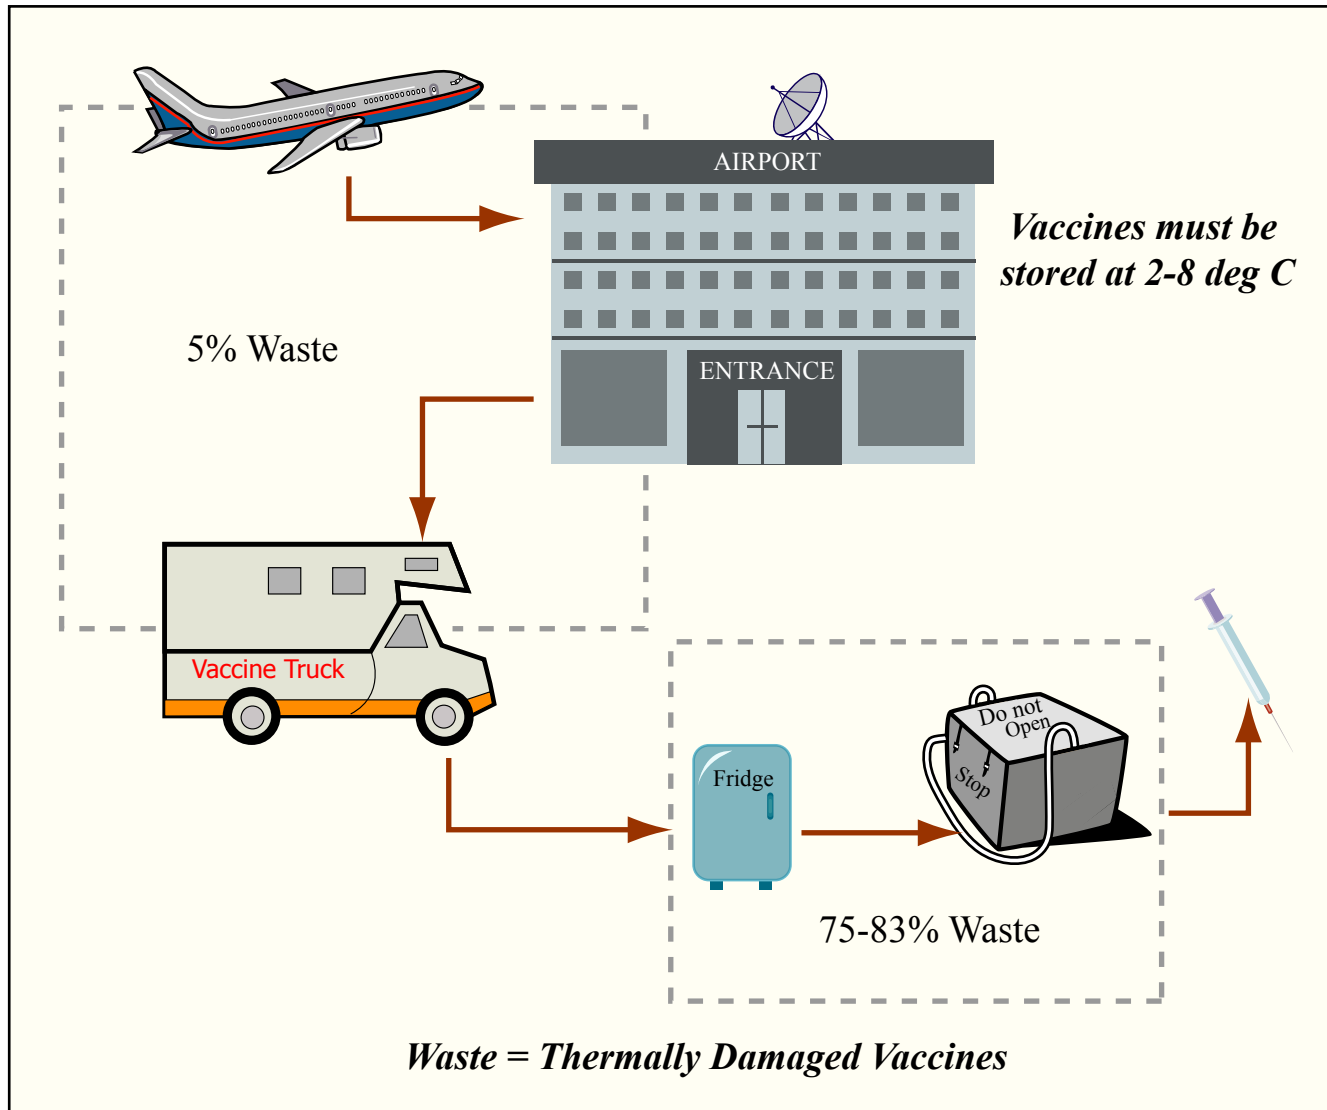 AIRPORT
Vaccines must be
stored at 2-8 deg C
5% Waste
ENTRANCE
Vaccine Truck
Do not
Open
Stop
Fridge
75-83% Waste
Waste = Thermally Damaged Vaccines